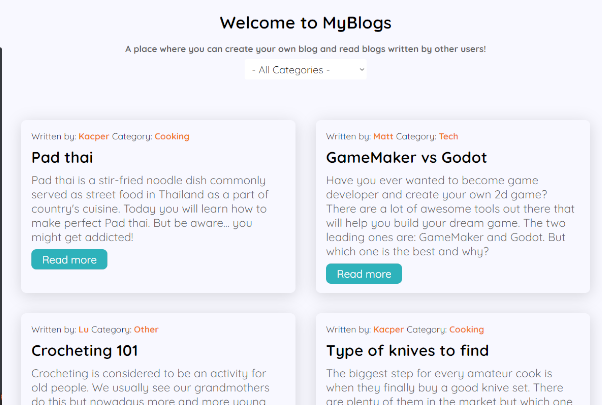 Welcome to MyBlogs
A place where you can create your own blog and read blogs written by other users!
- All Categories -
Written by: Kacper Category: Cooking
Pad thai
Pad thai is a stir-fried noodle dish commonly
served as street food in Thailand as a part of
country's cuisine. Today you will learn how to
make perfect Pad thai. But be aware... you
might get addicted!
Read more
Written by: Matt Category: Tech
GameMaker vs Godot
Have you ever wanted to become game
developer and create your own 2d game?
There are a lot of awesome tools out there that
will help you build your dream game. The two
leading ones are: GameMaker and Godot. But
which one is the best and why?
Read more
Written by: Lu Category: Other
Crocheting 101
Crocheting is considered to be an activity for
old people. We usually see our grandmothers
do this but nowadays more and more young
Written by: Kacper Category: Cooking
Type of knives to find
The biggest step for every amateur cook is
when they finally buy a good knife set. There
are plenty of them in the market but which one